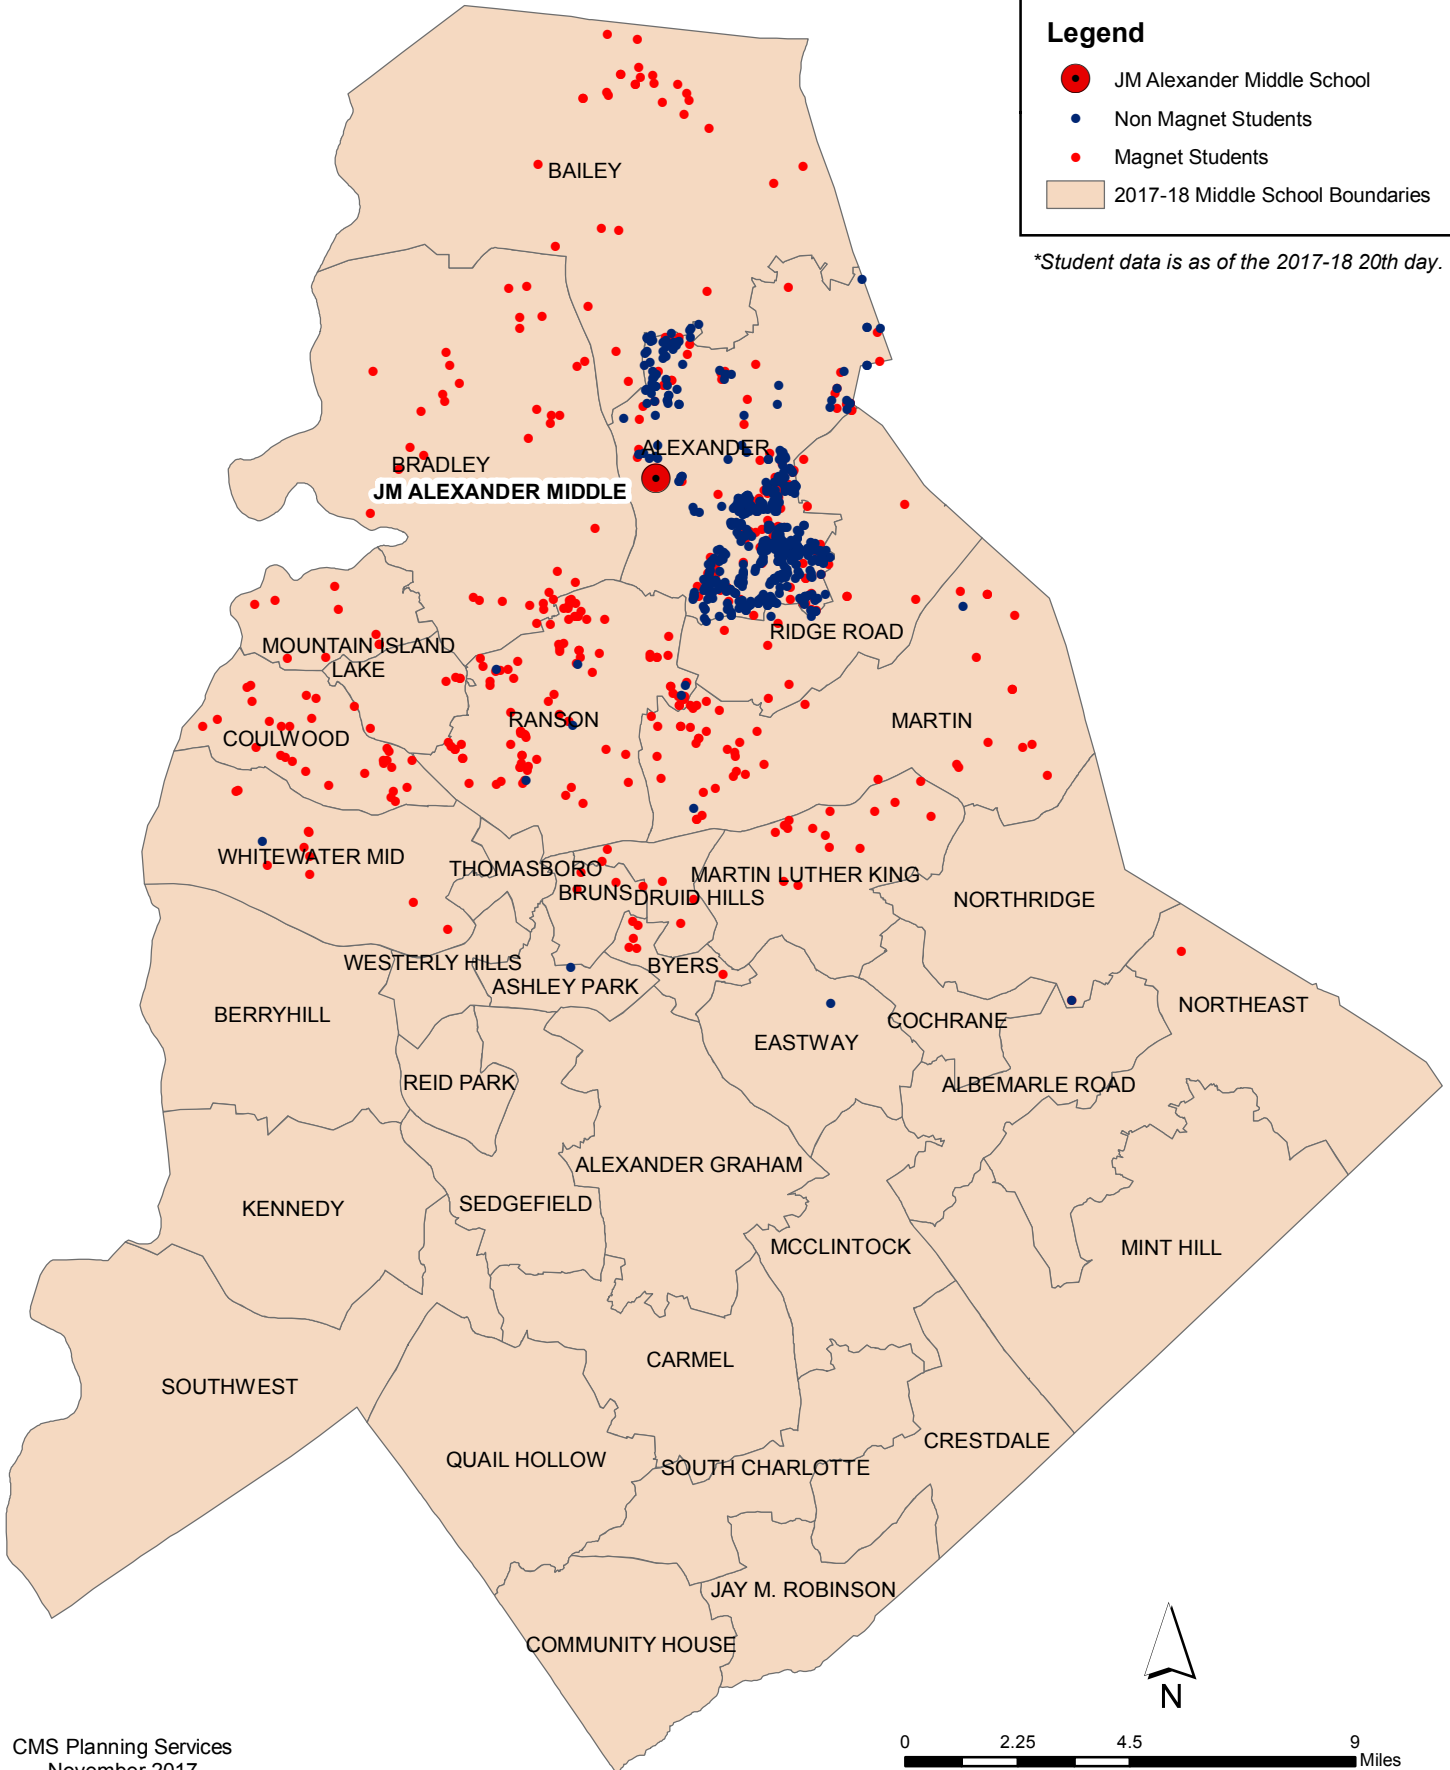 Legend
JM Alexander Middle School
Non Magnet Students
Magnet Students
2017-18 Middle School Boundaries
*Student data is as of the 2017-18 20th day.
BAILEY
ALEXANDER
BRADLEY
JM ALEXANDER MIDDLE
RIDGE ROAD
MOUNTAIN ISLAND
LAKE
RANSON
MARTIN
COULWOOD
WHITEWATER MID
THOMASBORO
MARTIN LUTHER KING
BRUNS
DRUID HILLS
NORTHRIDGE
WESTERLY HILLS
BYERS
ASHLEY PARK
NORTHEAST
BERRYHILL
COCHRANE
EASTWAY
REID PARK
ALBEMARLE ROAD
ALEXANDER GRAHAM
SEDGEFIELD
KENNEDY
MCCLINTOCK
MINT HILL
CARMEL
SOUTHWEST
CRESTDALE
QUAIL HOLLOW
SOUTH CHARLOTTE
JAY M. ROBINSON
COMMUNITY HOUSE
N
CMS Planning Services
November 2017
0 2.25 4.5 9
Miles